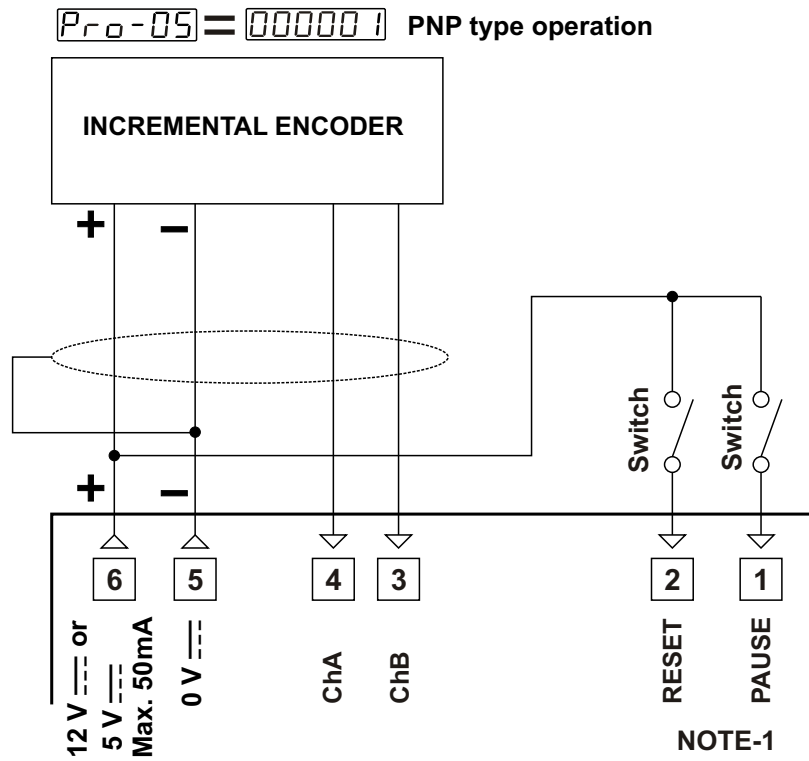 Pro-05 = 000001 PNP type operation
INCREMENTAL ENCODER
+ −
Switch
Switch
+ −
6 5 4 3 2 1
12 V or
5 V
Max. 50mA
0 V
ChA
ChB
RESET
PAUSE
NOTE-1